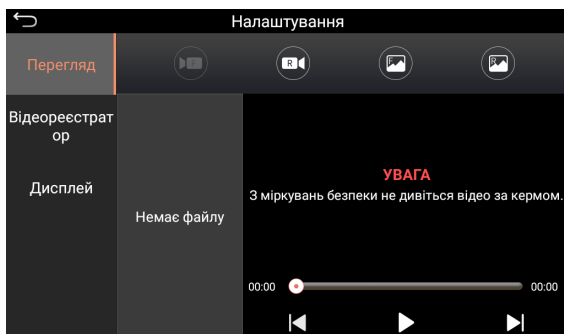 Налаштування
Перегляд
F
R
F
R
Відеореєстрат
ор
Дисплей
Немає файлу
УВАГА
З міркувань безпеки не дивіться відео за кермом.
00:00
00:00